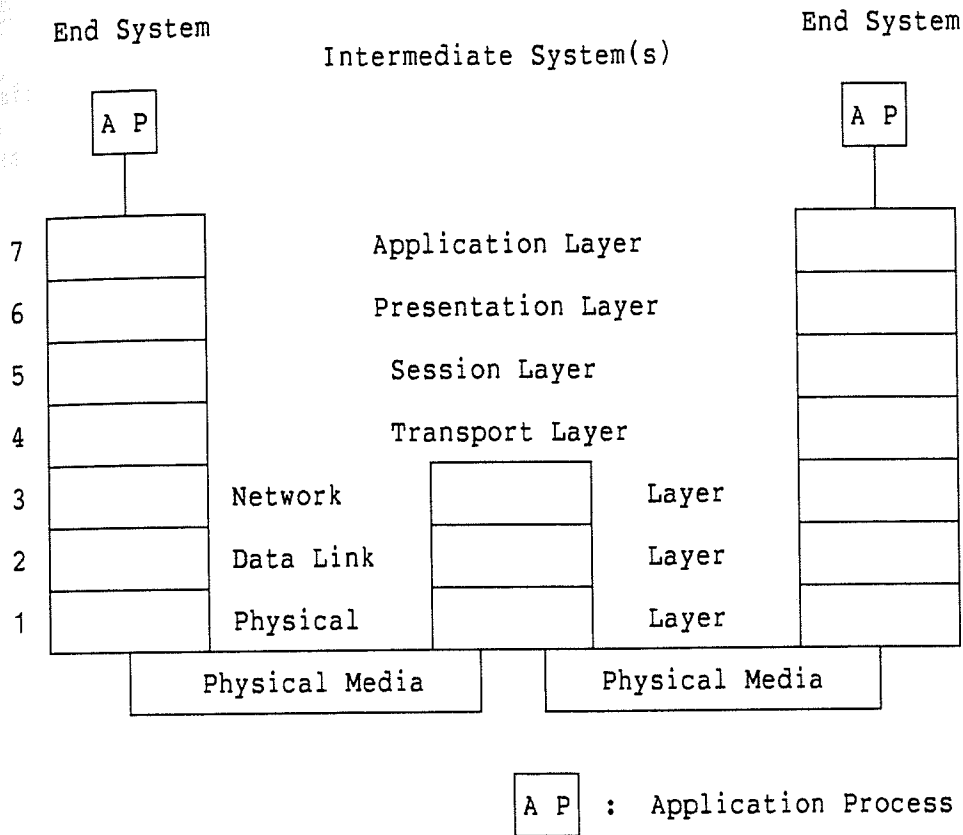 End System
Intermediate System(s)
End System
A P
A P
7 Application Layer
6 Presentation Layer
5 Session Layer
4 Transport Layer
3 Network Layer
2 Data Link Layer
1 Physical Layer
Physical Media
Physical Media
A P : Application Process